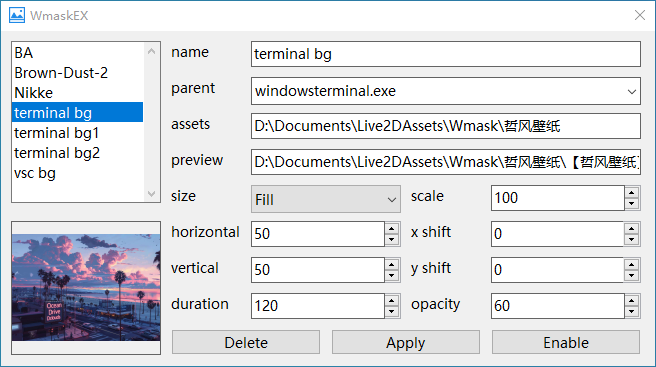 WmaskEX
BA
Brown-Dust-2
Nikke
terminal bg
terminal bg1
terminal bg2
vsc bg
name
terminal bg
parent
windowsterminal.exe
assets
D:\Documents\Live2DAssets\Wmask\哲风壁纸
preview
D:\Documents\Live2DAssets\Wmask\哲风壁纸\【哲风壁纸
size
Fill
scale
100
horizontal
50
x shift
0
vertical
50
y shift
0
duration
120
opacity
60
Ocean
Drive
Delete
Apply
Enable